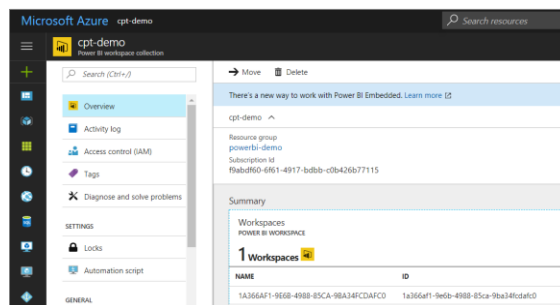 Microsoft Azure cpt-demo
Search resources
cpt-demo
Power BI workspace collection
Search (Ctrl+/)
Overview
Activity log
Access control (IAM)
Tags
Diagnose and solve problems
SETTINGS
Locks
Automation script
GENERAL
Move Delete
There's a new way to work with Power BI Embedded. Learn more
cpt-demo
Resource group
powerbi-demo
Subscription Id
f9abdf60-6f61-4917-bdbb-c0b426b77115
Summary
Workspaces
POWER BI WORKSPACE
1 Workspaces
NAME ID
1A366AF1-9E6B-4988-85CA-9BA34FCDAFC0 1a366af1-9e6b-4988-85ca-9ba34fcdafc0